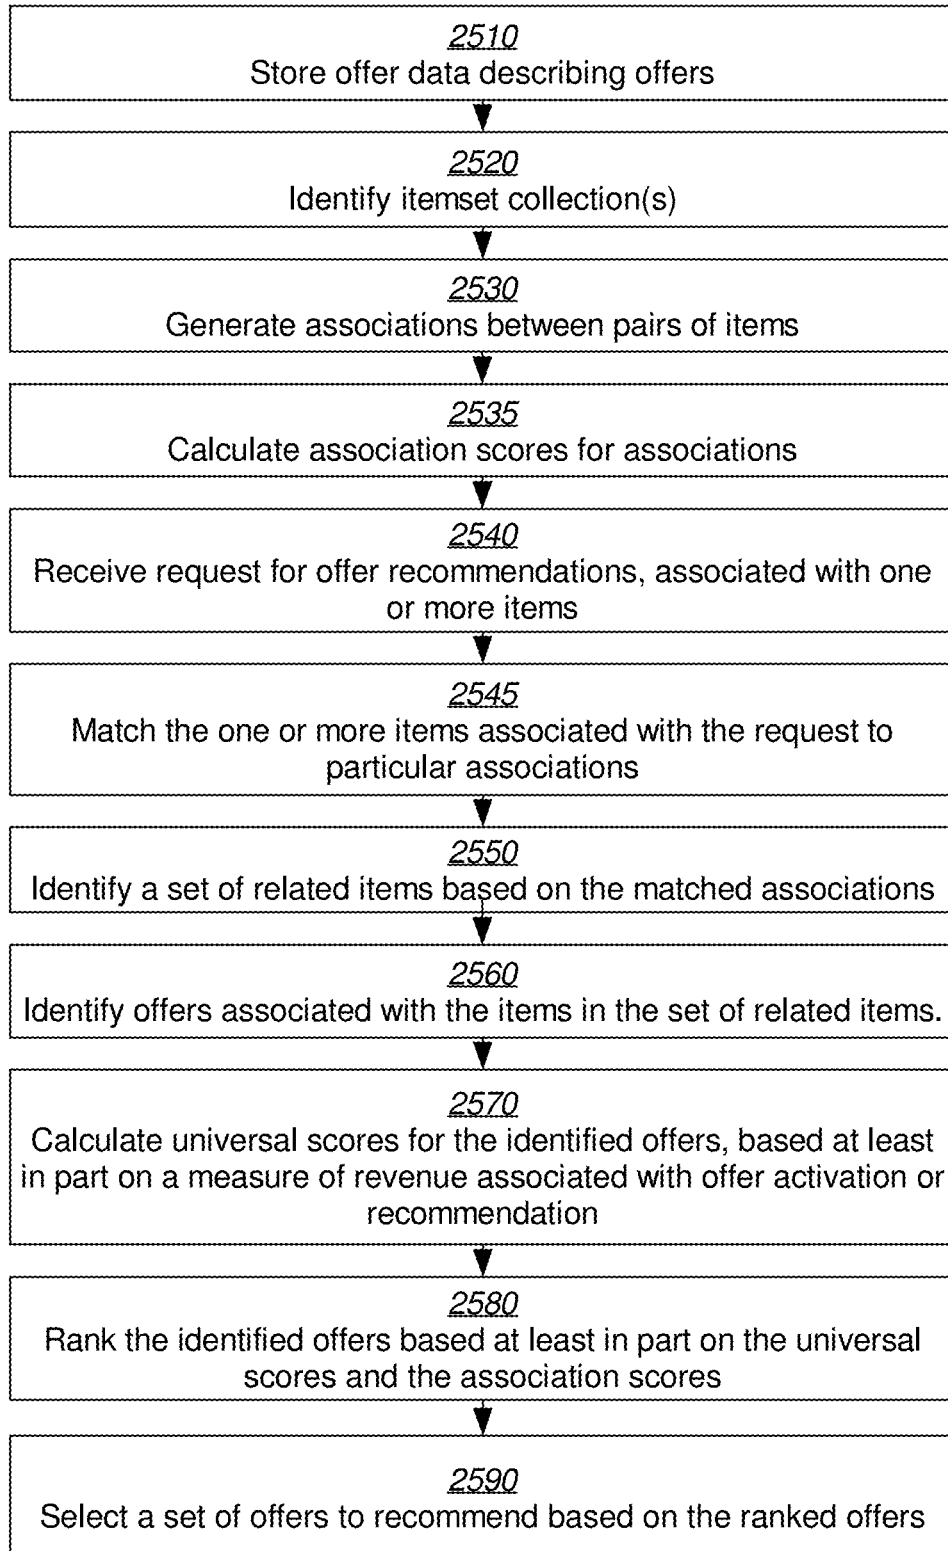 2510
Store offer data describing offers
2520
Identify itemset collection(s)
2530
Generate associations between pairs of items
2535
Calculate association scores for associations
2540
Receive request for offer recommendations, associated with one
or more items
2545
Match the one or more items associated with the request to
particular associations
2550
Identify a set of related items based on the matched associations
2560
Identify offers associated with the items in the set of related items.
2570
Calculate universal scores for the identified offers, based at least
in part on a measure of revenue associated with offer activation or
recommendation
2580
Rank the identified offers based at least in part on the universal
scores and the association scores
2590
Select a set of offers to recommend based on the ranked offers